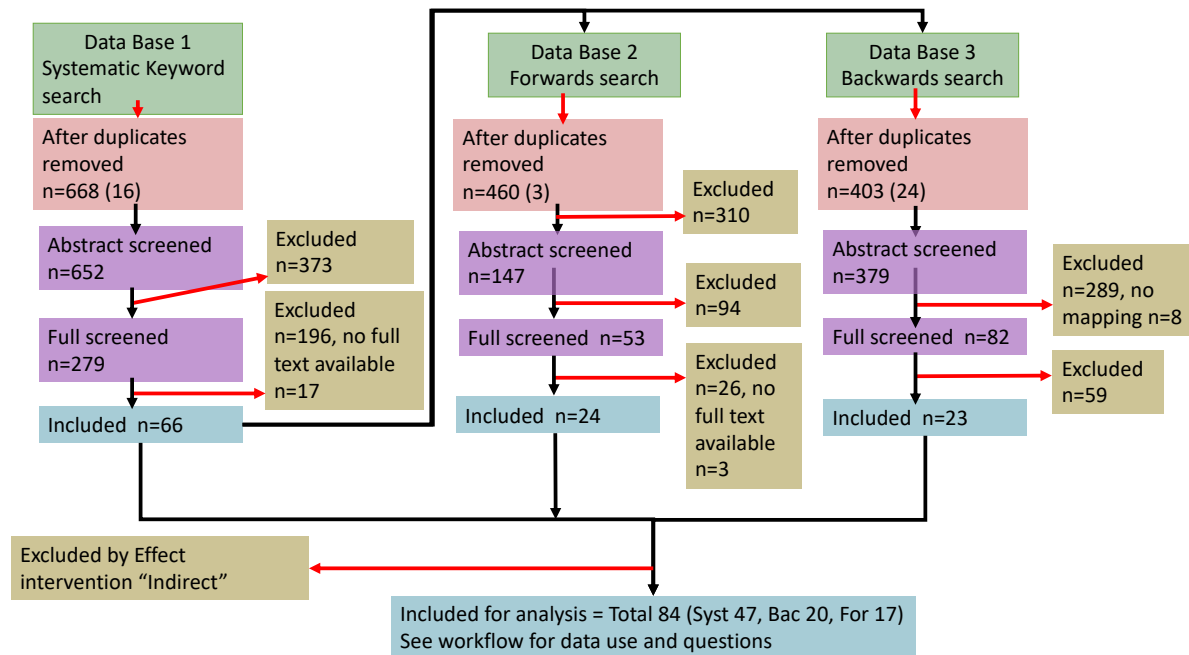 Data Base 1
Systematic Keyword
search
After duplicates
removed
n=668 (16)
Abstract screened
n=652
Excluded
n=373
Full screened
n=279
Excluded
n=196, no full
text available
n=17
Included n=66
Data Base 2
Forwards search
After duplicates
removed
n=460 (3)
Excluded
n=310
Abstract screened
n=147
Excluded
n=94
Full screened n=53
Excluded
n=26, no
full text
available
n=3
Included n=24
Data Base 3
Backwards search
After duplicates
removed
n=403 (24)
Abstract screened
n=379
Excluded
n=289, no
mapping n=8
Full screened n=82
Excluded
n=59
Included n=23
Excluded by Effect
intervention “Indirect”
Included for analysis = Total 84 (Syst 47, Bac 20, For 17)
See workflow for data use and questions